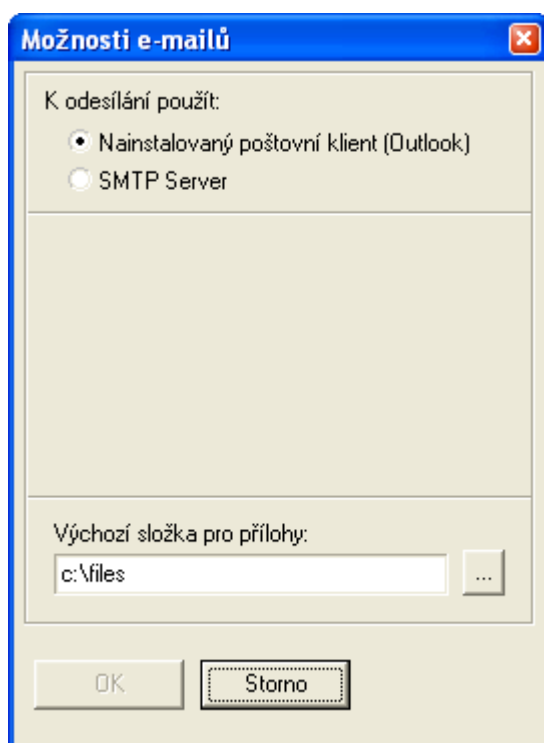 Možnosti e-mailů
K odesílání použít:
Nainstalovaný poštovní klient (Outlook)
SMTP Server
Výchozí složka pro přílohy:
c:\files
...
OK
Storno